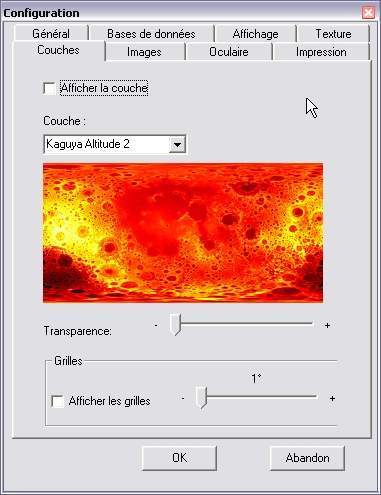 Configuration
Général Bases de données Affichage Texture
Couches Images Oculaire Impression
Afficher la couche
Couche :
Kaguya Altitude 2
Transparence: - +
Grilles
1°
Afficher les grilles - +
OK Abandon